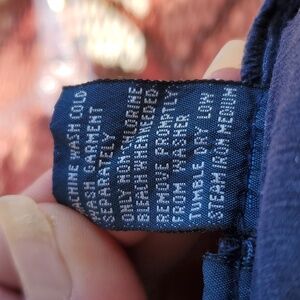 MACHINE WASH COLD
WASH GARMENT
SEPARATELY
ONLY NON-CHLORINE
BLEACH WHEN NEEDED
REMOVE PROMPTLY
FROM WASHER
TUMBLE DRY LOW
STEAM IRON MEDIUM